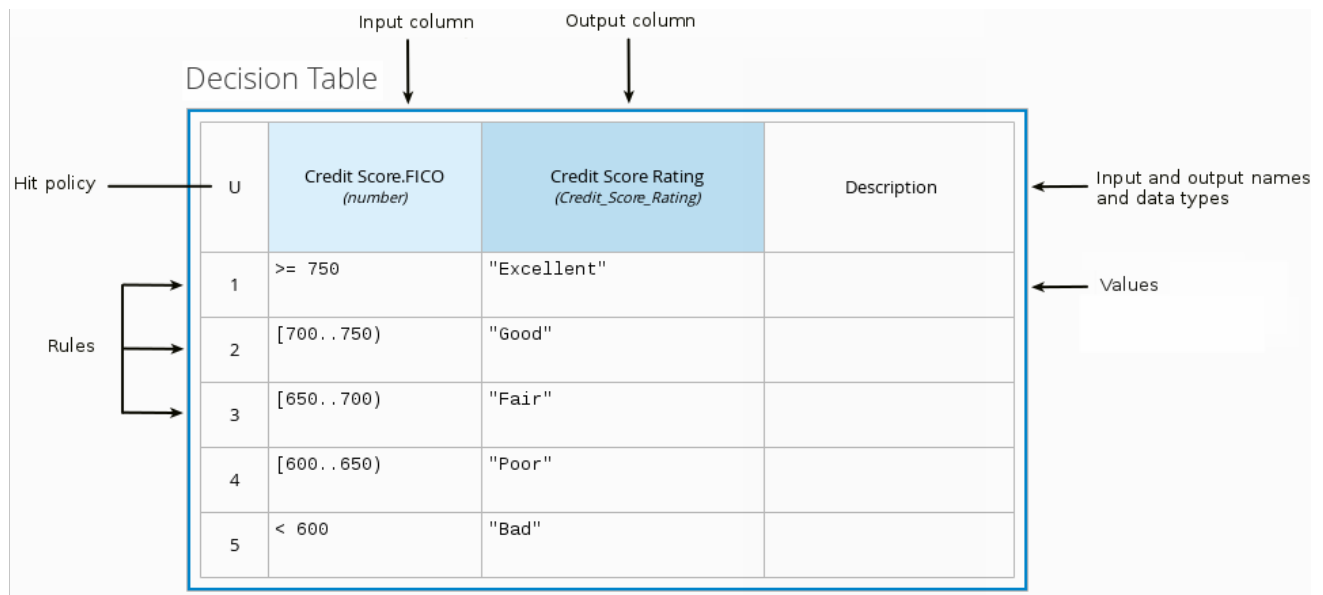 Input column
Output column
Decision Table
Hit policy
U
Credit Score.FICO
(number)
Credit Score Rating
(Credit_Score_Rating)
Description
Input and output names
and data types
1
>= 750
"Excellent"
Values
2
[700..750)
"Good"
Rules
3
[650..700)
"Fair"
4
[600..650)
"Poor"
5
< 600
"Bad"